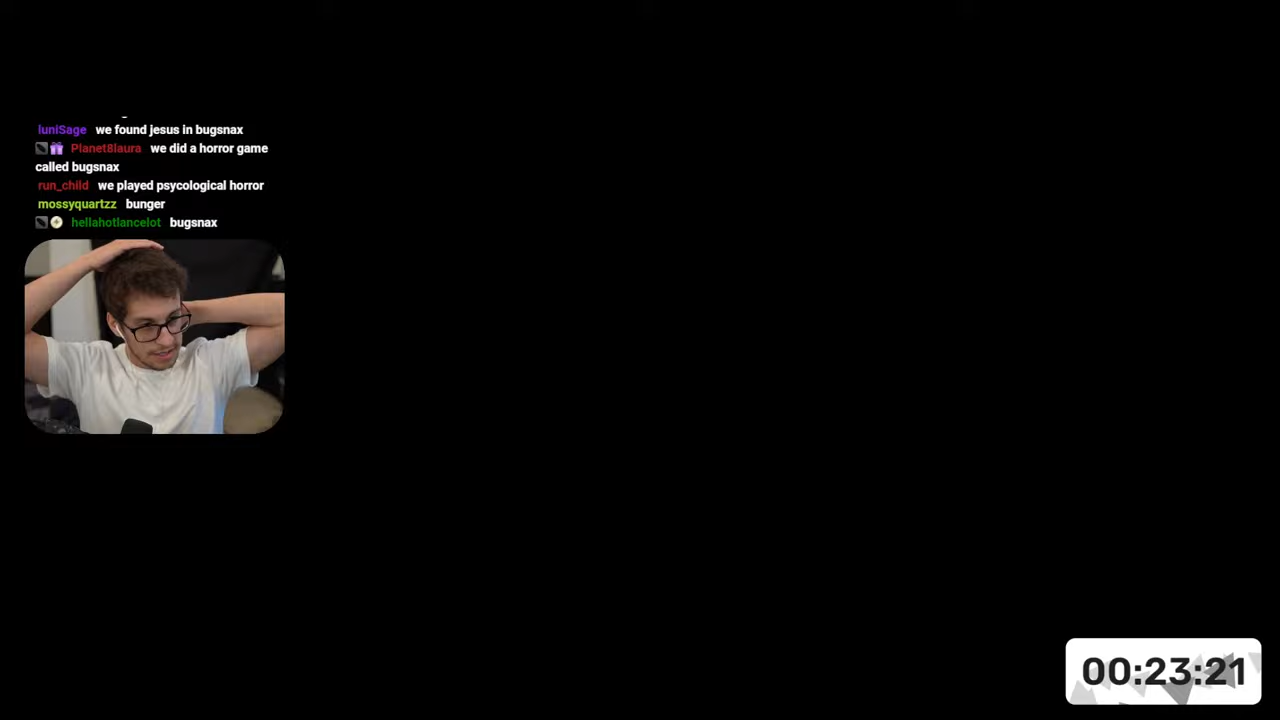 luniSage we found jesus in bugsnax
Planet8laura we did a horror game
called bugsnax
run_child we played psycological horror
mossyquartzz bunger
hellahotlancelot bugsnax
00:23:21